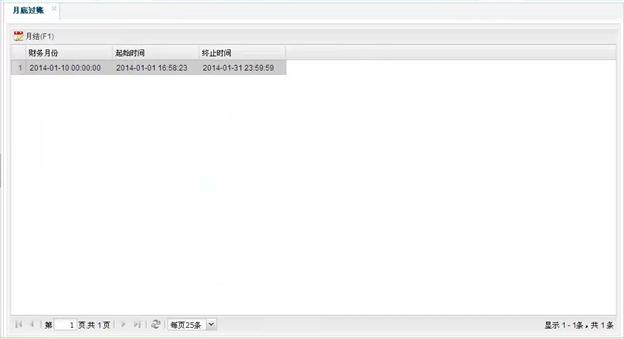 月底过账
月结(F1)
财务月份 起始时间 终止时间
1 2014-01-10 00:00:00 2014-01-01 16:58:23 2014-01-31 23:59:59
第 1 页,共 1 页 每页25条 显示 1 - 1条，共 1 条